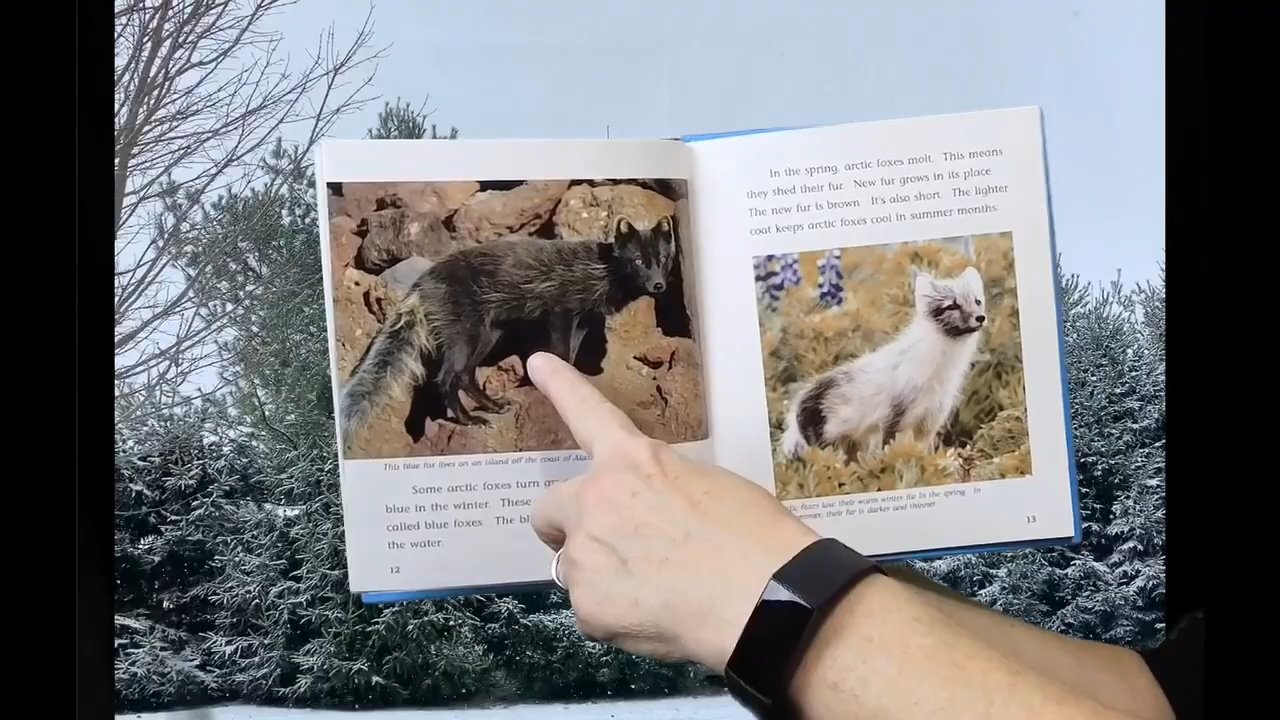 This blue fox lives on an island off the coast of
Some arctic foxes turn
blue in the winter. These
called blue foxes. The
the water.
12
In the spring, arctic foxes molt. This means
they shed their fur. New fur grows in its place.
The new fur is brown. It's also short. The lighter
coat keeps arctic foxes cool in summer months.
foxes lose their warm winter fur in the spring. In
their fur is darker and thinner
13